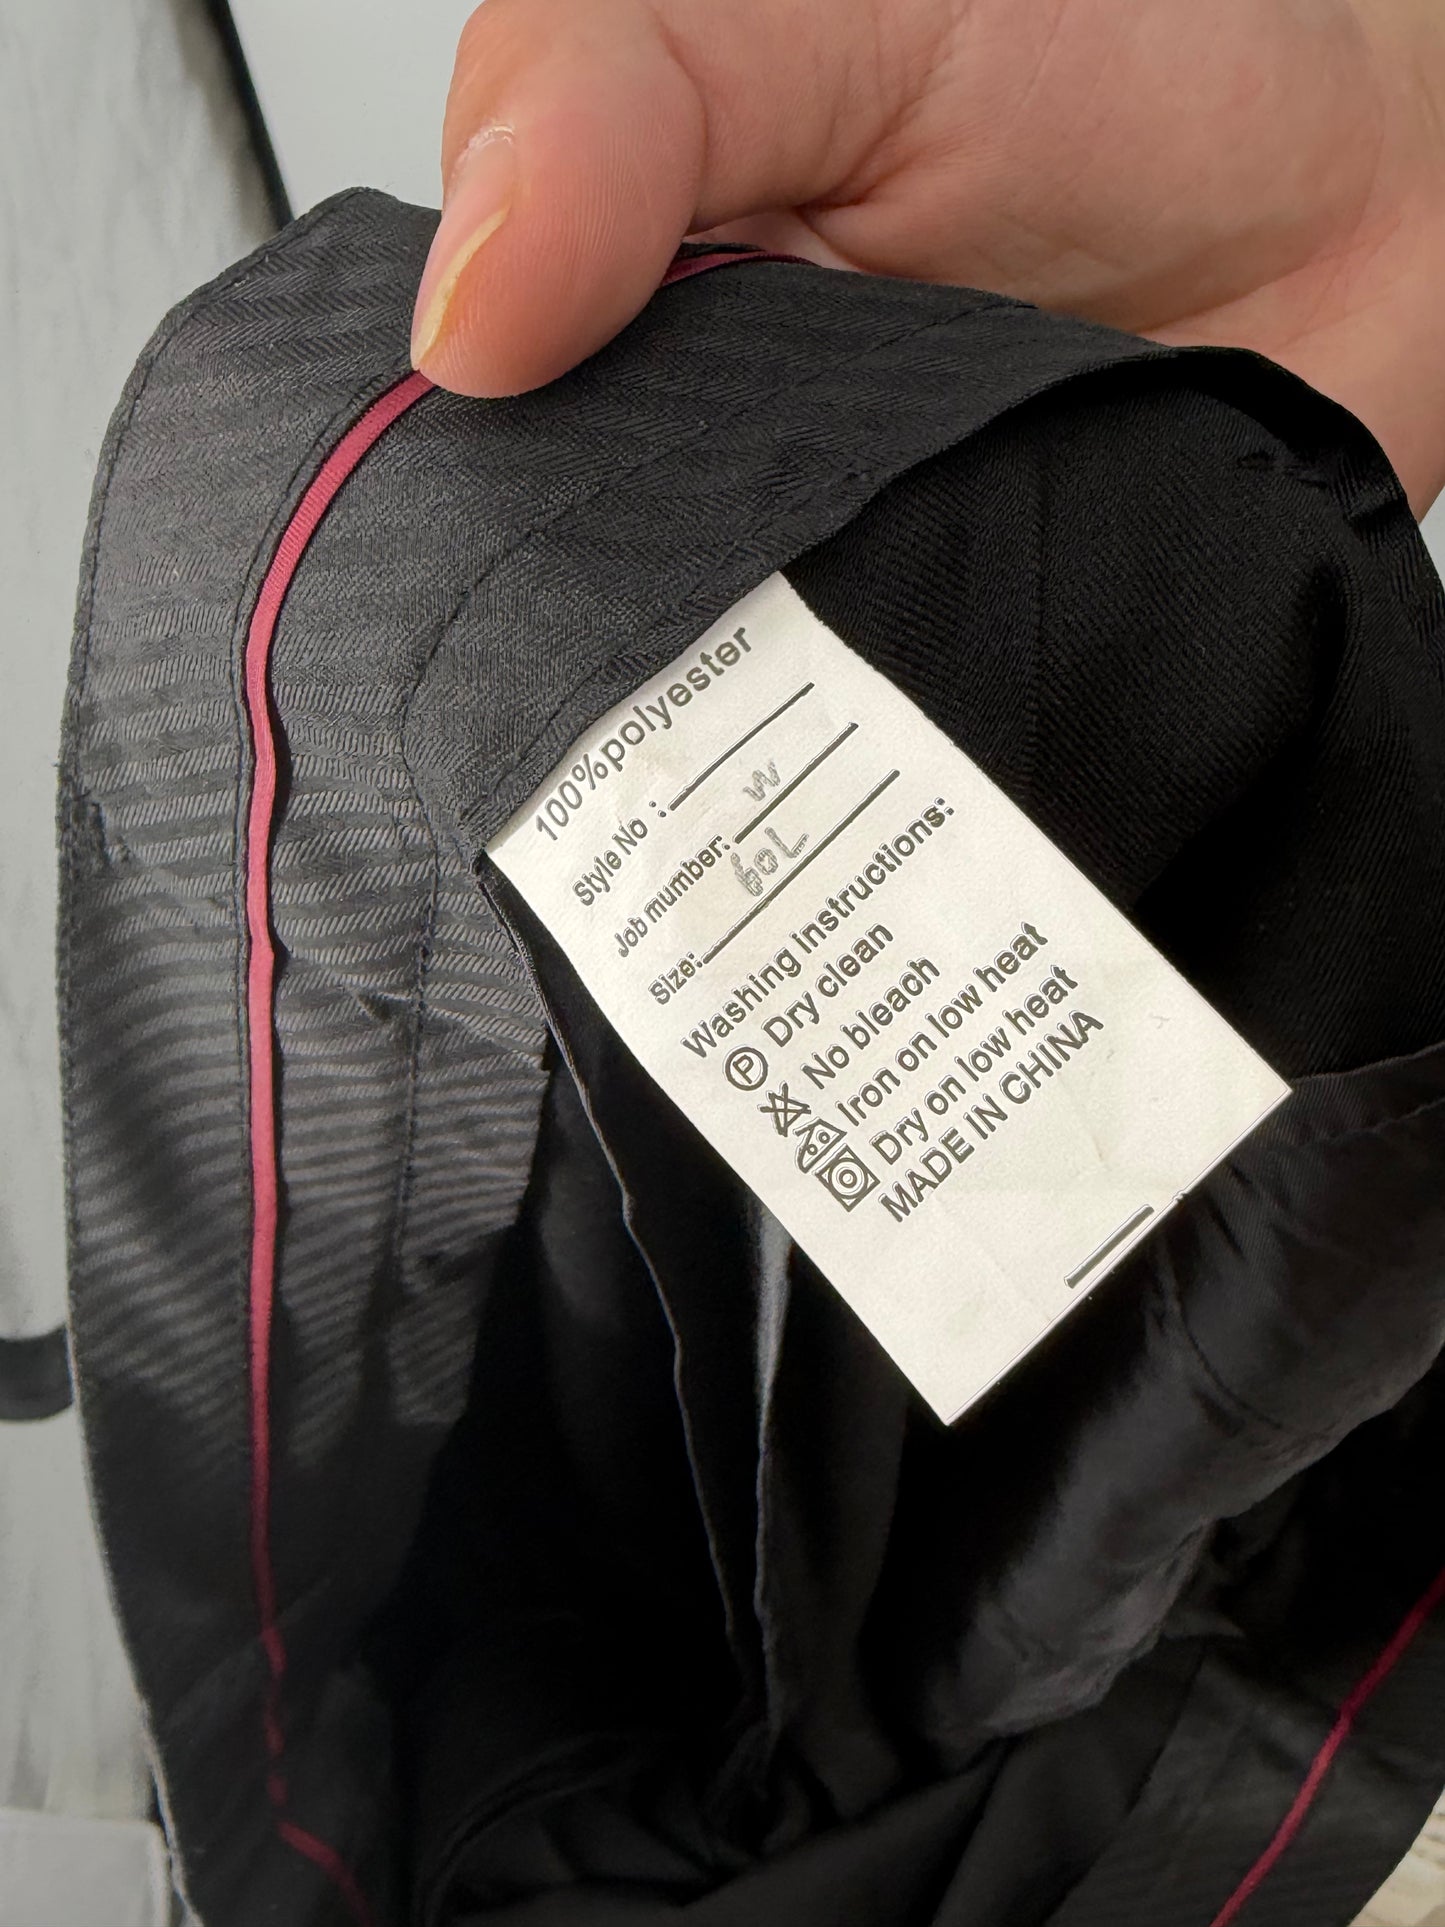 100%polyester
Style No :
Job mumber: W
Size: 60L
Washing instructions:
P Dry clean
No bleach
Iron on low heat
Dry on low heat
MADE IN CHINA